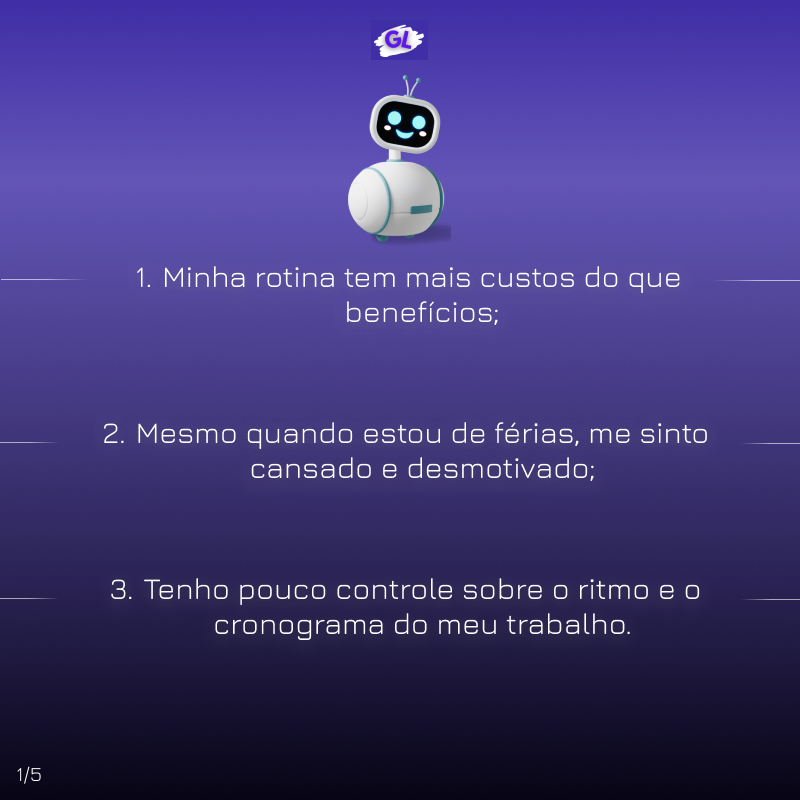 GL
1. Minha rotina tem mais custos do que
benefícios;
2. Mesmo quando estou de férias, me sinto
cansado e desmotivado;
3. Tenho pouco controle sobre o ritmo e o
cronograma do meu trabalho.
1/5